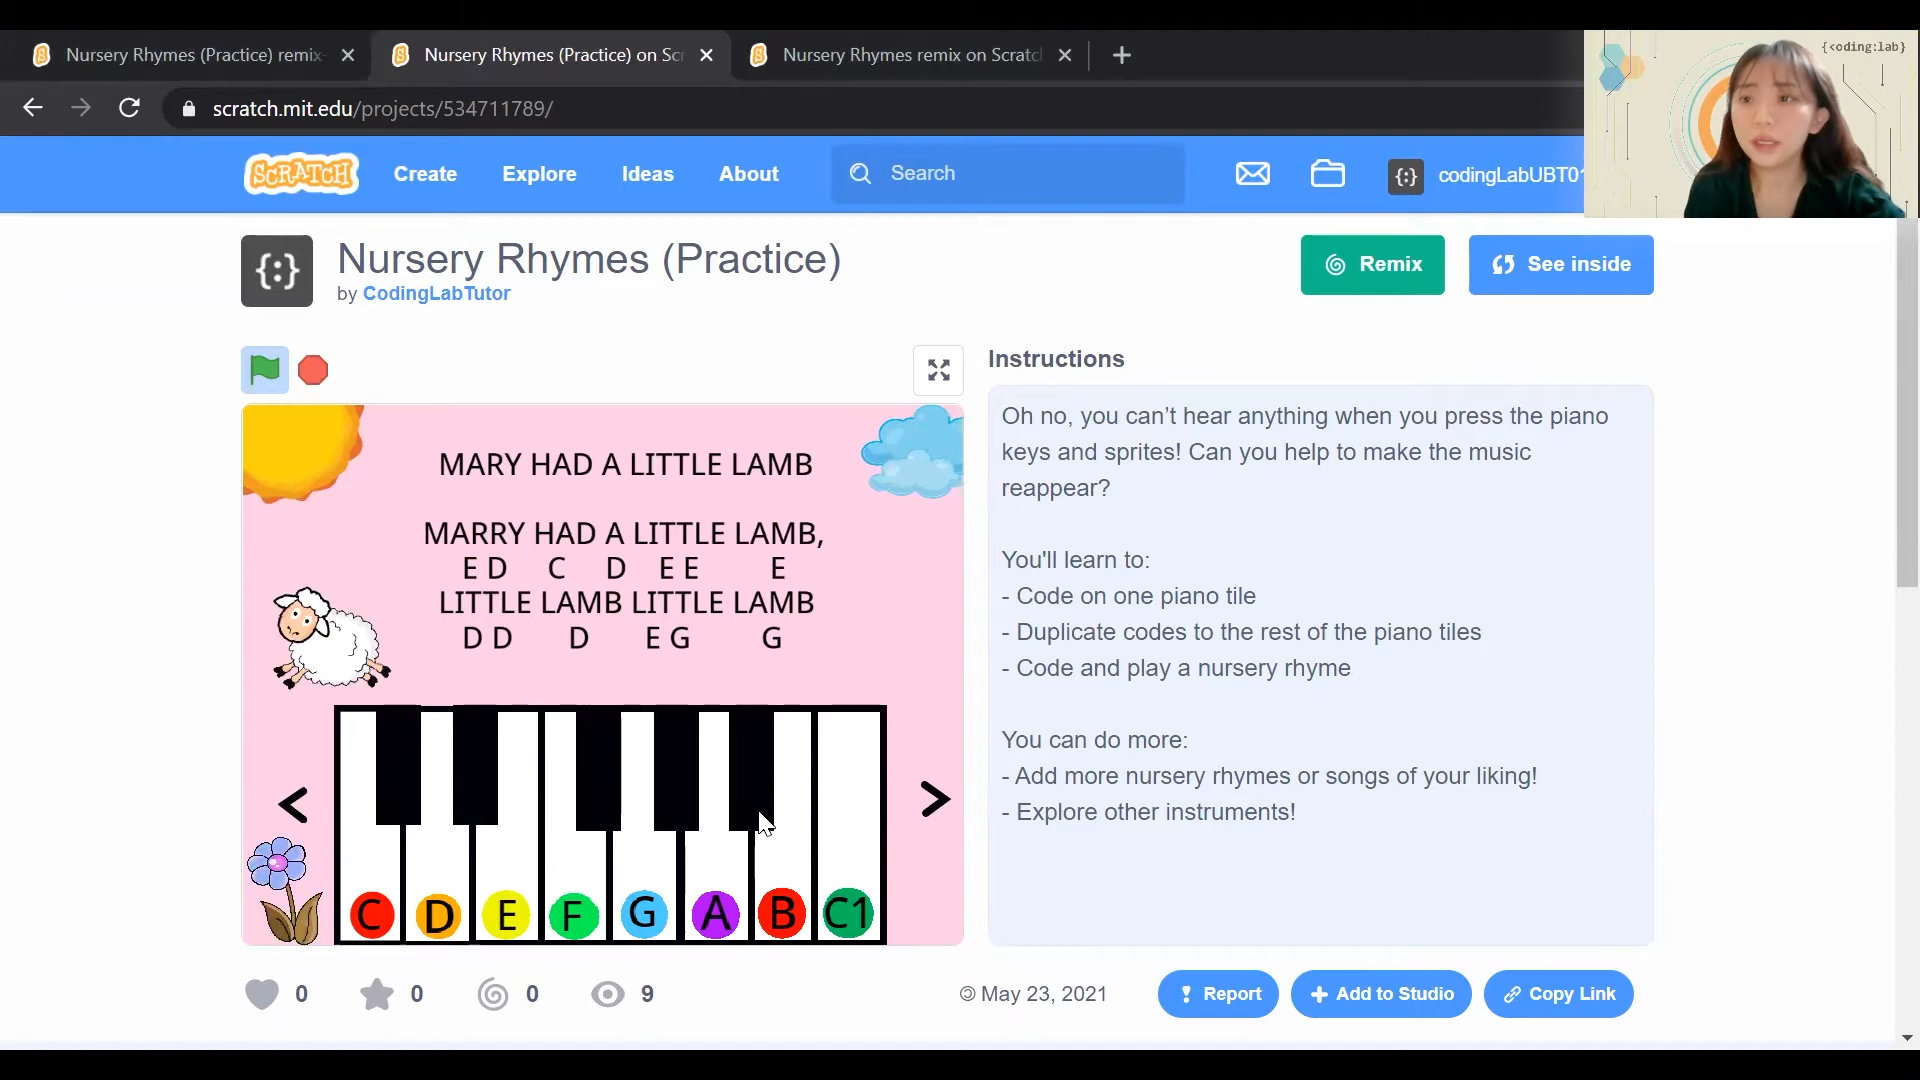 Nursery Rhymes (Practice) remix
Nursery Rhymes (Practice) on Sc
Nursery Rhymes remix on Scratc
{<oding:lab}
scratch.mit.edu/projects/534711789/
SCRATCH
Create
Explore
Ideas
About
Search
{:}
codingLabUBT01
{:}
Nursery Rhymes (Practice)
by CodingLabTutor
Remix
See inside
Instructions
Oh no, you can’t hear anything when you press the piano
keys and sprites! Can you help to make the music
reappear?
You'll learn to:
- Code on one piano tile
- Duplicate codes to the rest of the piano tiles
- Code and play a nursery rhyme
You can do more:
- Add more nursery rhymes or songs of your liking!
- Explore other instruments!
MARY HAD A LITTLE LAMB
MARRY HAD A LITTLE LAMB,
E D C D E E E
LITTLE LAMB LITTLE LAMB
D D D E G G
< >
C D E F G A B C1
0
0
0
9
© May 23, 2021
Report
Add to Studio
Copy Link